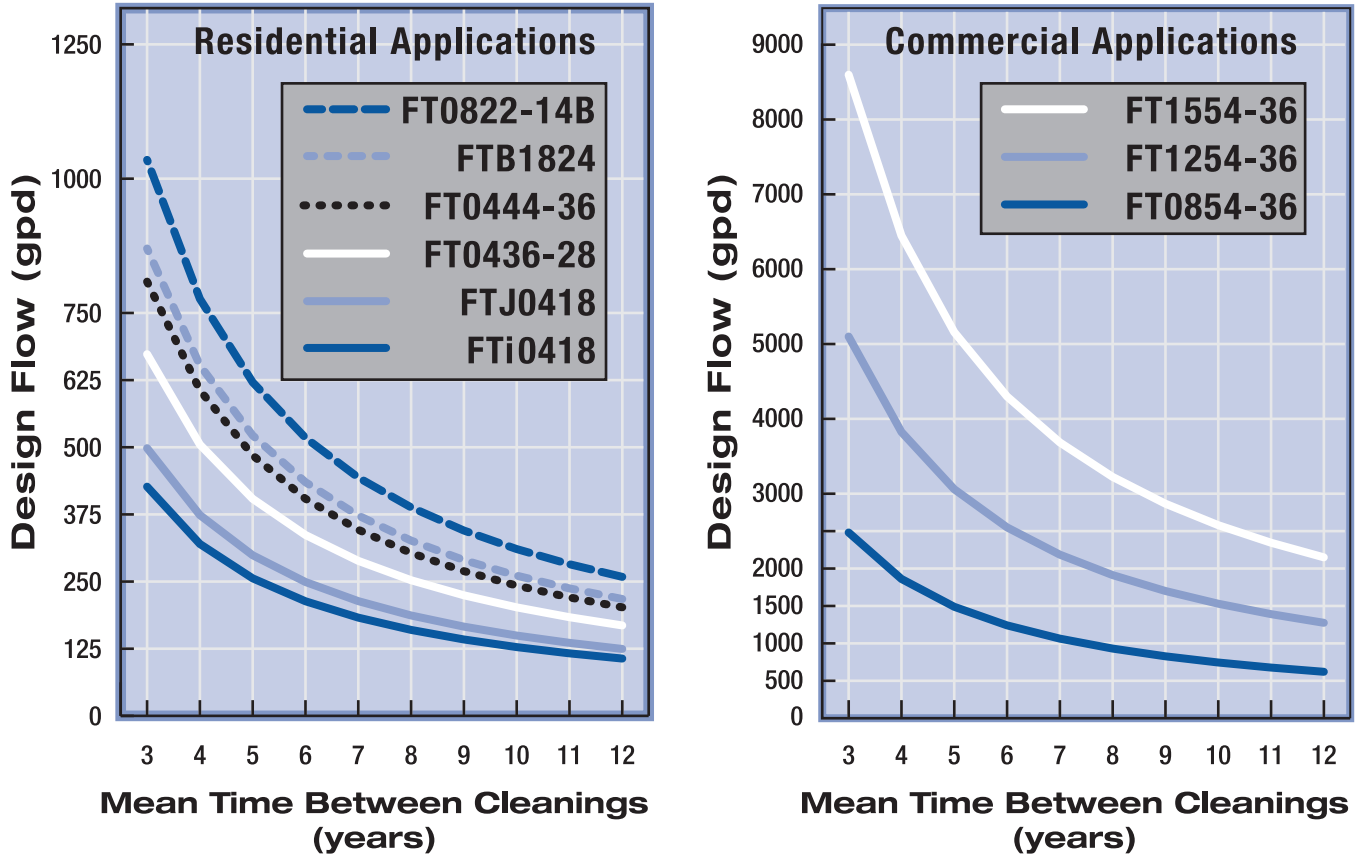 Residential Applications
FT0822-14B
FTB1824
FT0444-36
FT0436-28
FTJ0418
FTi0418
Design Flow (gpd)
1250
1000
750
625
500
375
250
125
0
3 4 5 6 7 8 9 10 11 12
Mean Time Between Cleanings
(years)
Commercial Applications
FT1554-36
FT1254-36
FT0854-36
Design Flow (gpd)
9000
8000
7000
6000
5000
4000
3000
2000
1500
1000
500
0
3 4 5 6 7 8 9 10 11 12
Mean Time Between Cleanings
(years)